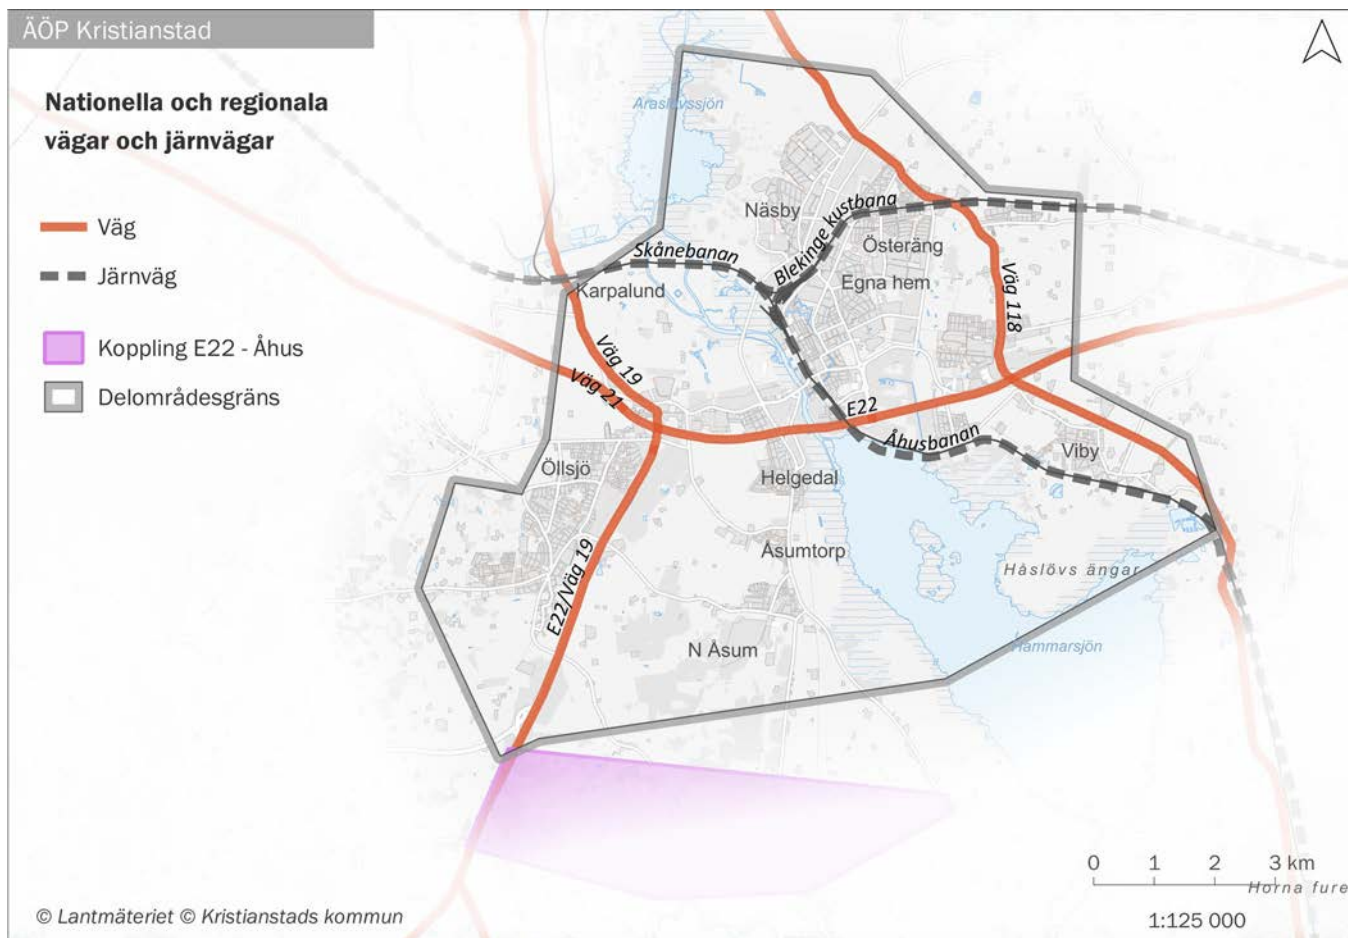 ÄÖP Kristianstad
Nationella och regionala
vägar och järnvägar
Väg
Järnväg
Koppling E22 - Åhus
Delområdesgräns
Araslövssjön
Näsby
Blekinge kustbana
Österäng
Skånebanan
Egna hem
Karpalund
Väg 118
Väg 19
Väg 21
E22
Åhusbanan
Viby
Öllsjö
Helgedal
Åsumtorp
Håslövs ängar
E22/Väg 19
N Åsum
Hammarsjön
0 1 2 3 km
Horna fure
1:125 000
© Lantmäteriet © Kristianstads kommun